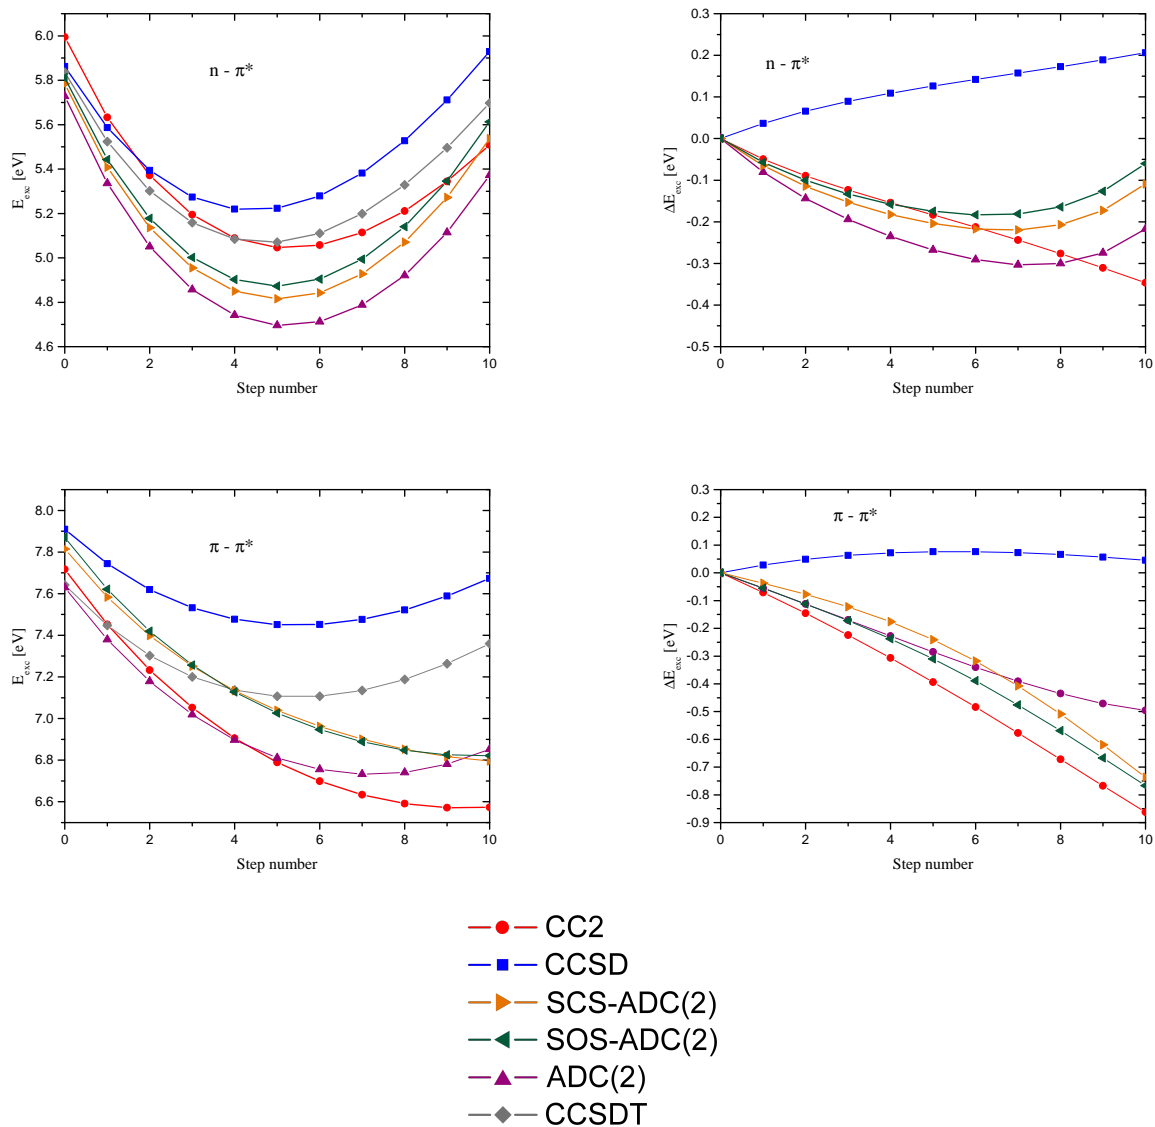 n - π*
E exc [eV]
6.0
5.8
5.6
5.4
5.2
5.0
4.8
4.6
0 2 4 6 8 10
Step number
n - π*
ΔE exc [eV]
0.3
0.2
0.1
0.0
-0.1
-0.2
-0.3
-0.4
-0.5
0 2 4 6 8 10
Step number
π - π*
E exc [eV]
8.0
7.8
7.6
7.4
7.2
7.0
6.8
6.6
0 2 4 6 8 10
Step number
π - π*
ΔE exc [eV]
0.3
0.2
0.1
0.0
-0.1
-0.2
-0.3
-0.4
-0.5
-0.6
-0.7
-0.8
-0.9
0 2 4 6 8 10
Step number
CC2
CCSD
SCS-ADC(2)
SOS-ADC(2)
ADC(2)
CCSDT